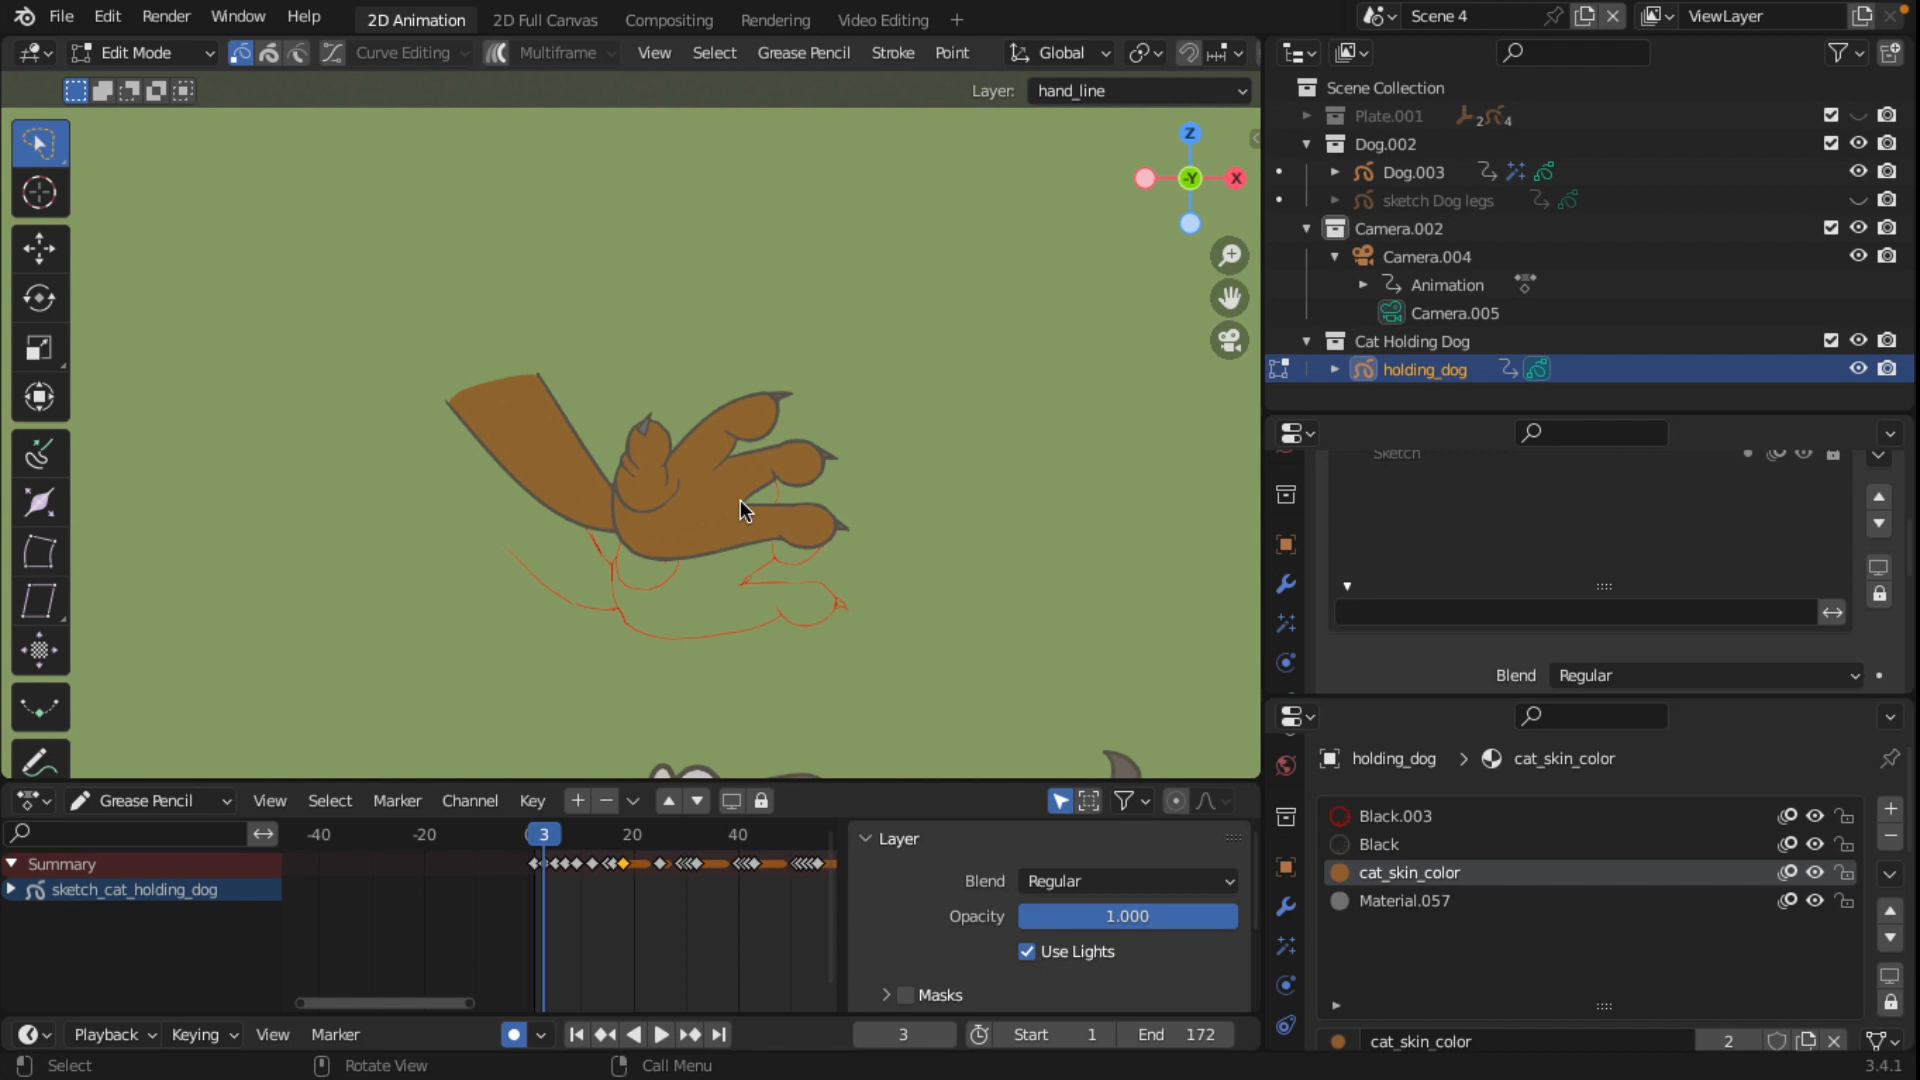 File Edit Render Window Help 2D Animation 2D Full Canvas Compositing Rendering Video Editing + Scene 4 ViewLayer
Edit Mode Curve Editing Multiframe View Select Grease Pencil Stroke Point Global
Layer: hand_line
Z
-Y X
Scene Collection
Plate.001 2 4
Dog.002
Dog.003
sketch Dog legs
Camera.002
Camera.004
Animation
Camera.005
Cat Holding Dog
holding_dog
Sketch
Blend Regular
holding_dog > cat_skin_color
Black.003
Black
cat_skin_color
Material.057
cat_skin_color 2
Grease Pencil View Select Marker Channel Key
-40 -20 3 20 40
Summary
sketch_cat_holding_dog
Layer
Blend Regular
Opacity 1.000
Use Lights
Masks
Playback Keying View Marker 3 Start 1 End 172
Select Rotate View Call Menu 3.4.1